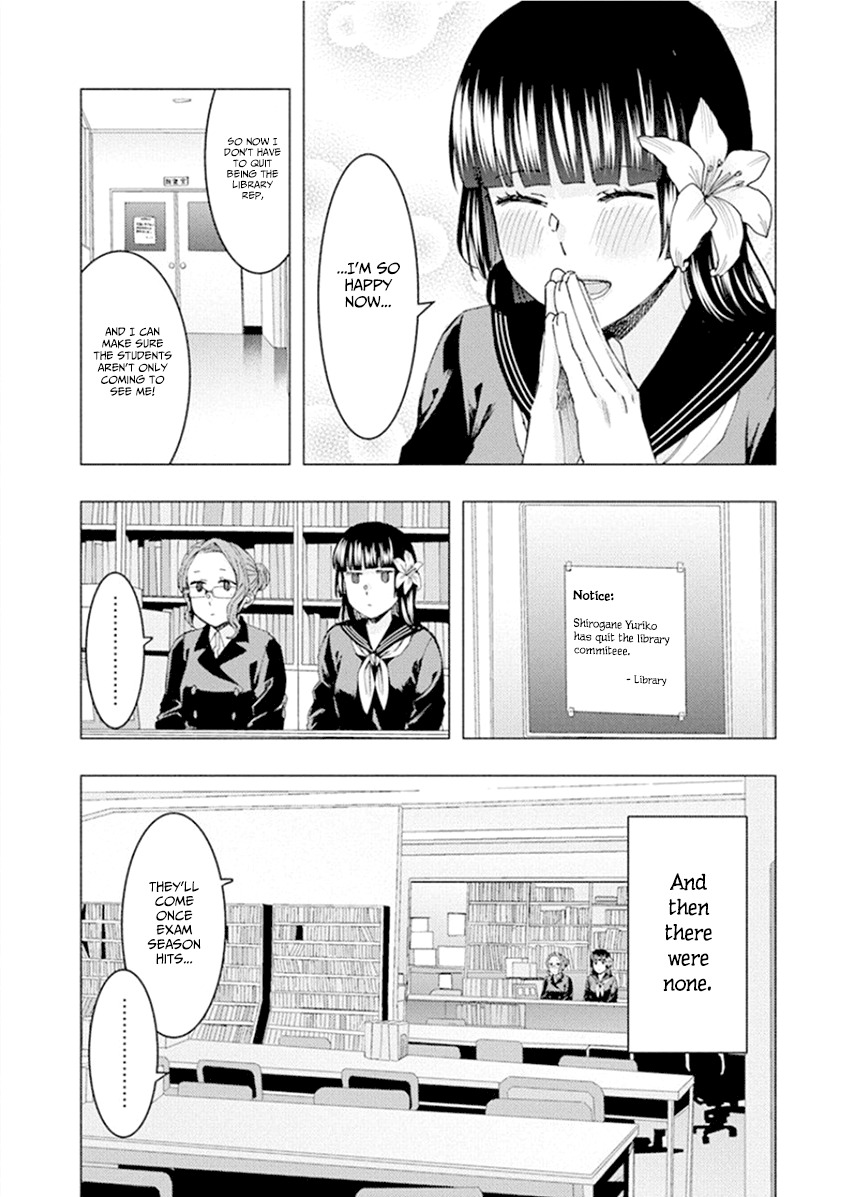 ...I'M SO
HAPPY
NOW...
SO NOW I
DON'T HAVE
TO QUIT
BEING THE
LIBRARY
REP,
AND I CAN
MAKE SURE
THE STUDENTS
AREN'T ONLY
COMING TO
SEE ME!
Notice:
Shirogane Yuriko
has quit the library
commiteee.
- Library
..........
And
then
there
were
none.
THEY'LL
COME
ONCE
EXAM
SEASON
HITS...
..........